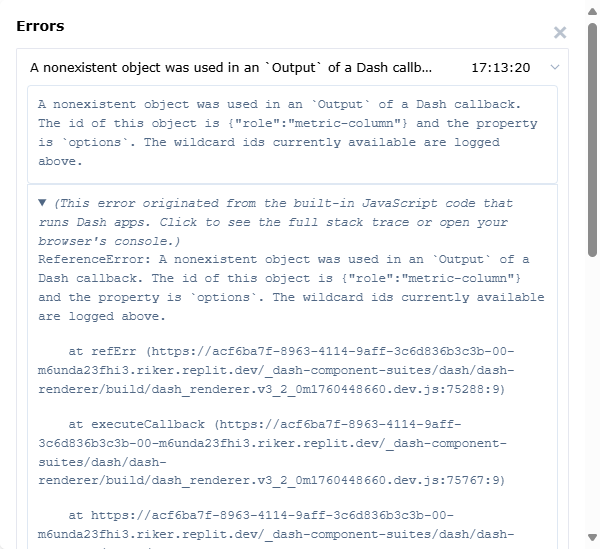 Errors
×
A nonexistent object was used in an `Output` of a Dash callb… 17:13:20
A nonexistent object was used in an `Output` of a Dash callback.
The id of this object is {"role":"metric-column"} and the property
is `options`. The wildcard ids currently available are logged
above.
▼ (This error originated from the built-in JavaScript code that
runs Dash apps. Click to see the full stack trace or open your
browser's console.)
ReferenceError: A nonexistent object was used in an `Output` of a
Dash callback. The id of this object is {"role":"metric-column"}
and the property is `options`. The wildcard ids currently available
are logged above.
at refErr (https://acf6ba7f-8963-4114-9aff-3c6d836b3c3b-00-
m6unda23fhi3.riker.replit.dev/_dash-component-suites/dash/dash-
renderer/build/dash_renderer.v3_2_0m1760448660.dev.js:75288:9)
at executeCallback (https://acf6ba7f-8963-4114-9aff-
3c6d836b3c3b-00-m6unda23fhi3.riker.replit.dev/_dash-component-
suites/dash/dash-
renderer/build/dash_renderer.v3_2_0m1760448660.dev.js:75767:9)
at https://acf6ba7f-8963-4114-9aff-3c6d836b3c3b-00-
m6unda23fhi3.riker.replit.dev/_dash-component-suites/dash/dash-